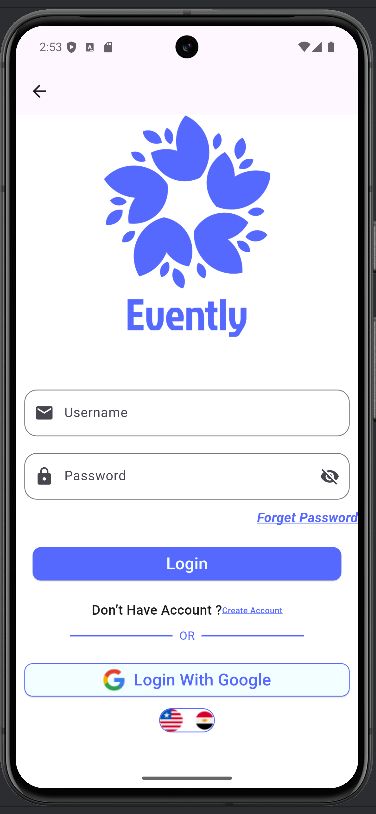 2:53
Evently
Username
Password
Forget Password
Login
Don't Have Account ?Create Account
OR
Login With Google